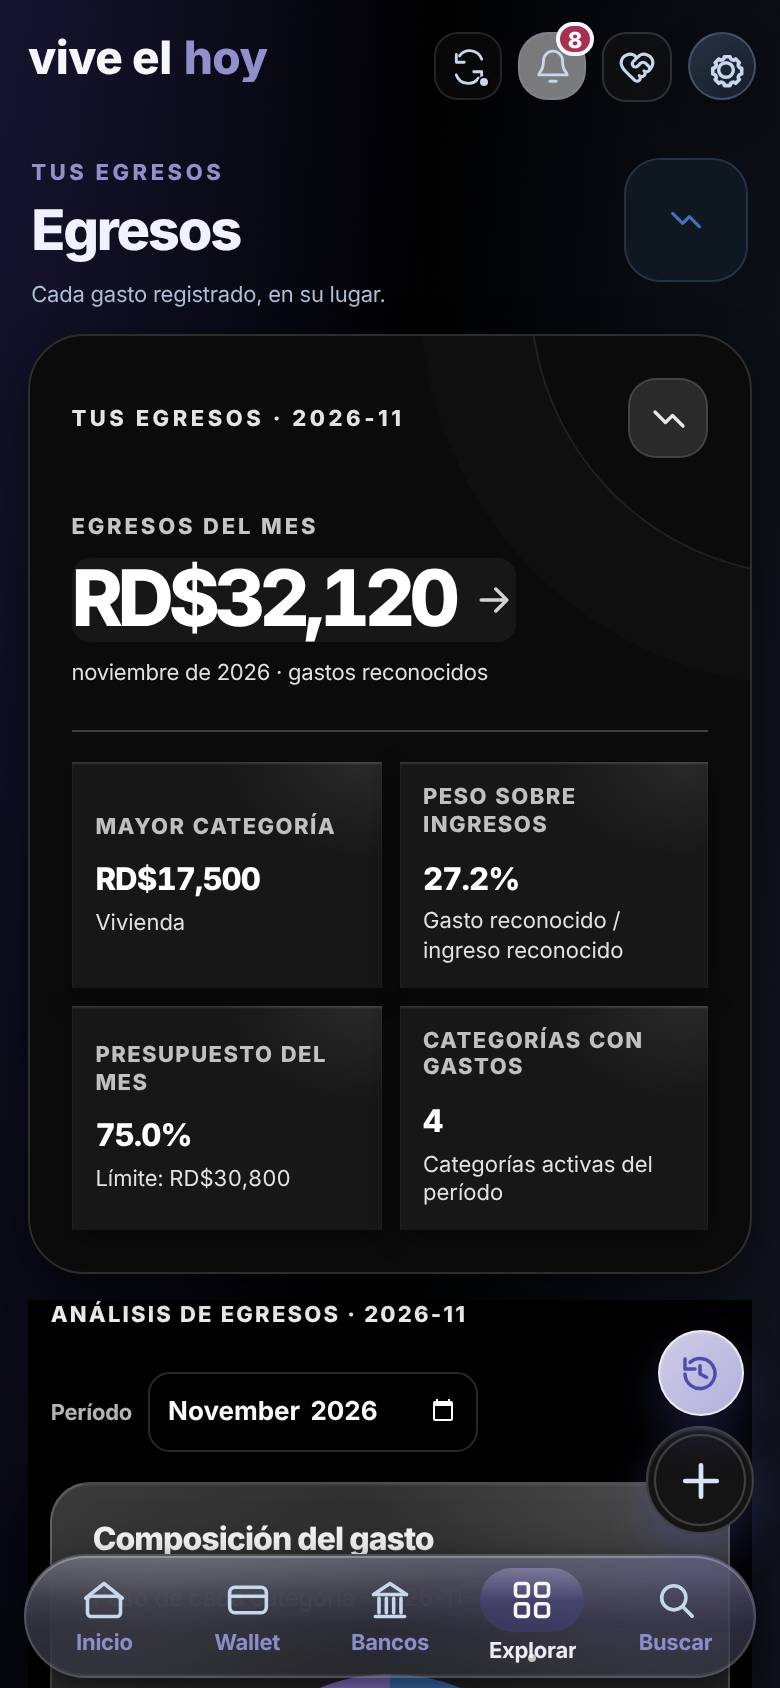 vive el hoy
8
TUS EGRESOS
Egresos
Cada gasto registrado, en su lugar.
TUS EGRESOS · 2026-11
EGRESOS DEL MES
RD$32,120 →
noviembre de 2026 · gastos reconocidos
MAYOR CATEGORÍA
RD$17,500
Vivienda
PESO SOBRE
INGRESOS
27.2%
Gasto reconocido /
ingreso reconocido
PRESUPUESTO DEL
MES
75.0%
Límite: RD$30,800
CATEGORÍAS CON
GASTOS
4
Categorías activas del
período
ANÁLISIS DE EGRESOS · 2026-11
Período
November 2026
Composición del gasto
Inicio
Wallet
Bancos
Explorar
Buscar